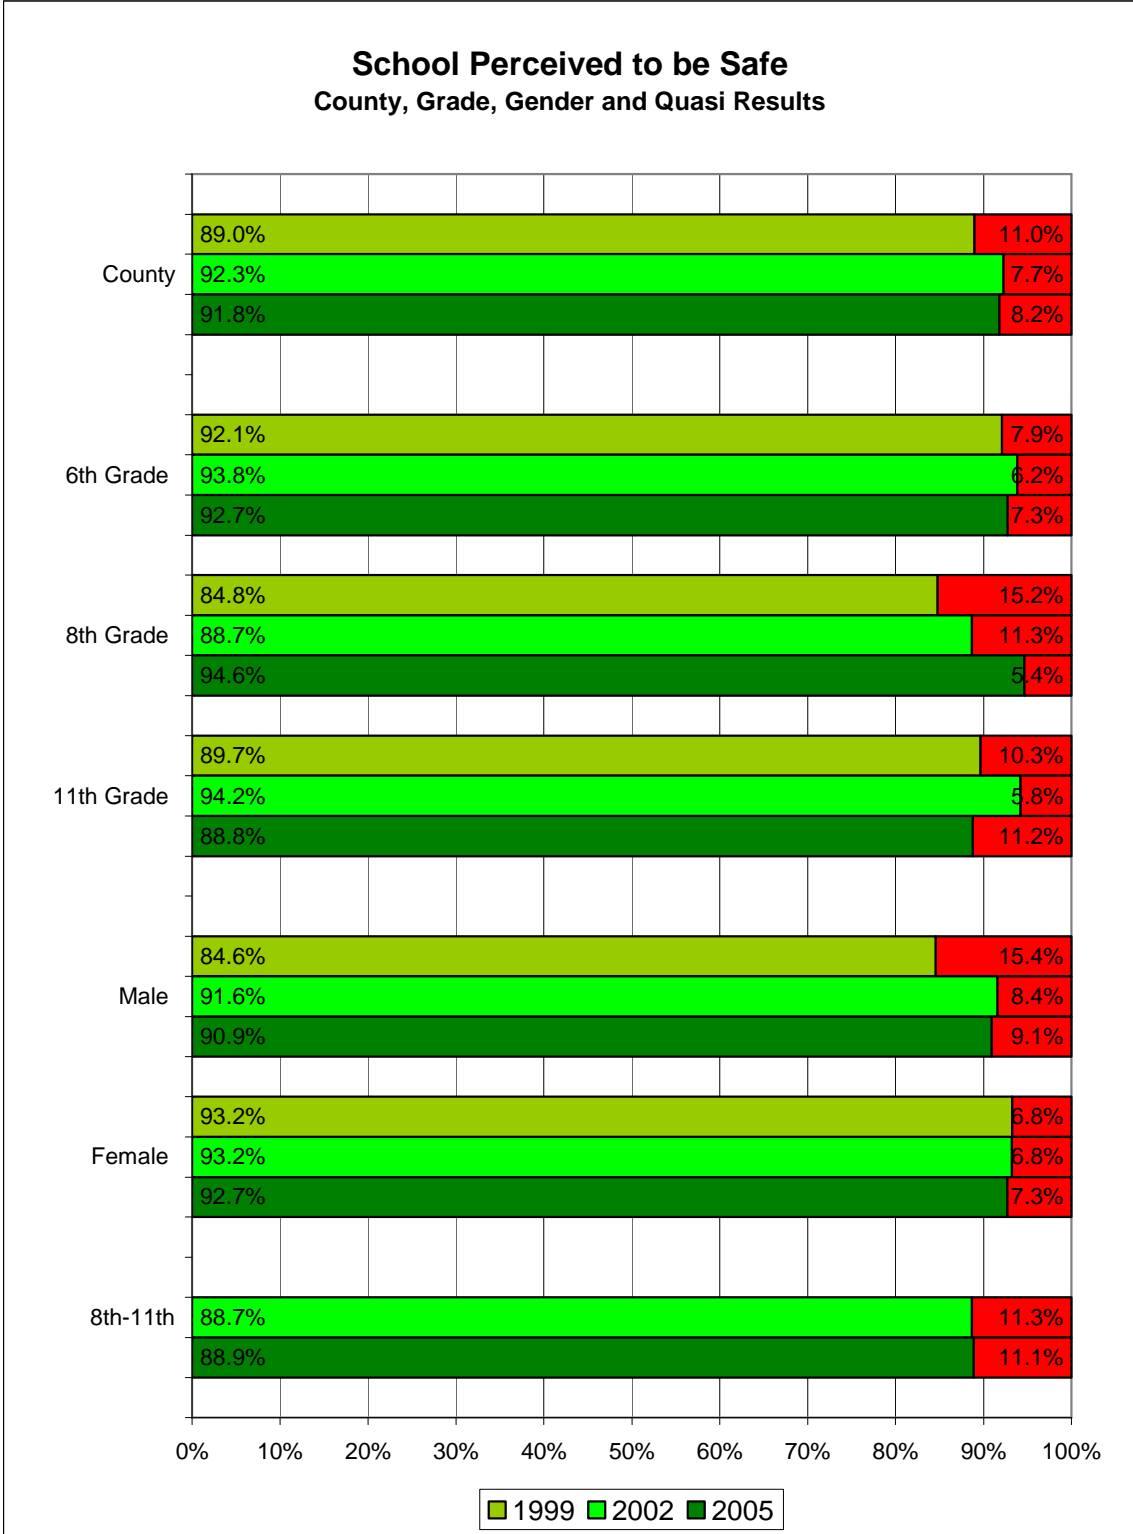 School Perceived to be Safe
County, Grade, Gender and Quasi Results
89.0% 11.0%
County 92.3% 7.7%
91.8% 8.2%
92.1% 7.9%
6th Grade 93.8% 6.2%
92.7% 7.3%
84.8% 15.2%
8th Grade 88.7% 11.3%
94.6% 5.4%
89.7% 10.3%
11th Grade 94.2% 5.8%
88.8% 11.2%
84.6% 15.4%
Male 91.6% 8.4%
90.9% 9.1%
93.2% 6.8%
Female 93.2% 6.8%
92.7% 7.3%
8th-11th 88.7% 11.3%
88.9% 11.1%
0% 10% 20% 30% 40% 50% 60% 70% 80% 90% 100%
1999 2002 2005